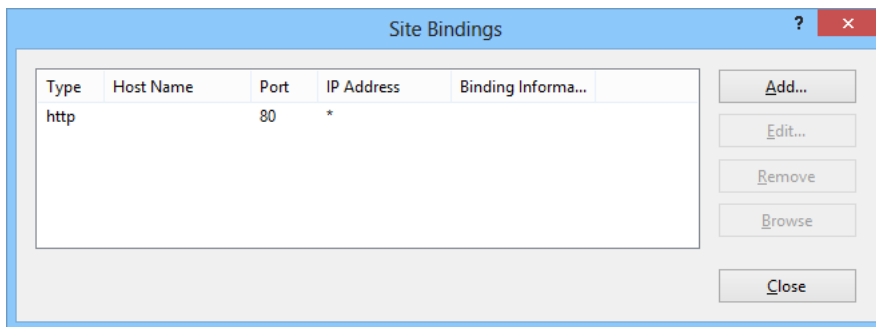 Site Bindings
? ×
Type Host Name Port IP Address Binding Informa...
http 80 *
Add...
Edit...
Remove
Browse
Close